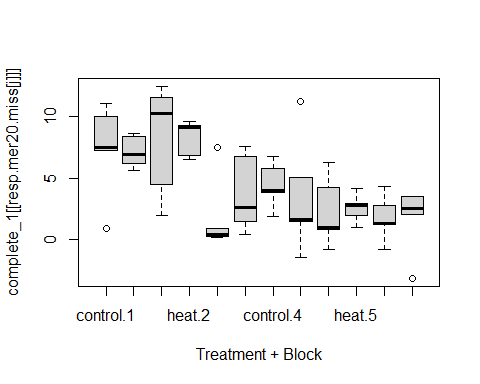 complete_1[[resp.mer20.miss[j]]]
10
5
0
control.1 heat.2 control.4 heat.5
Treatment + Block